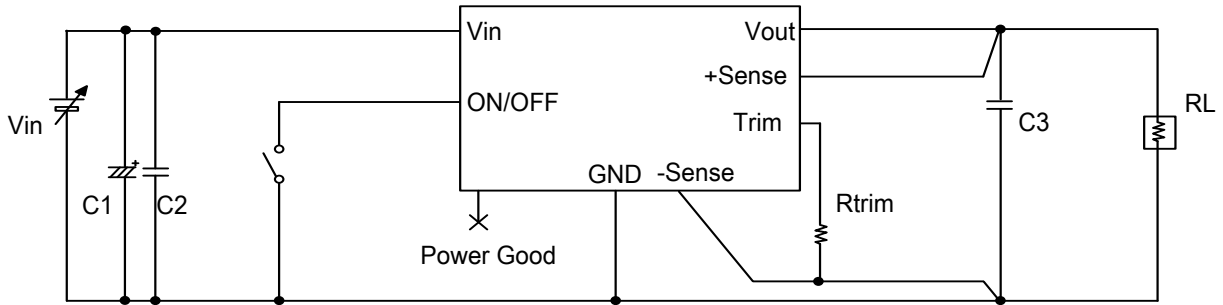 Vin
Vout
+Sense
ON/OFF
Trim
RL
Vin
C3
GND
-Sense
+
C1
C2
Rtrim
Power Good